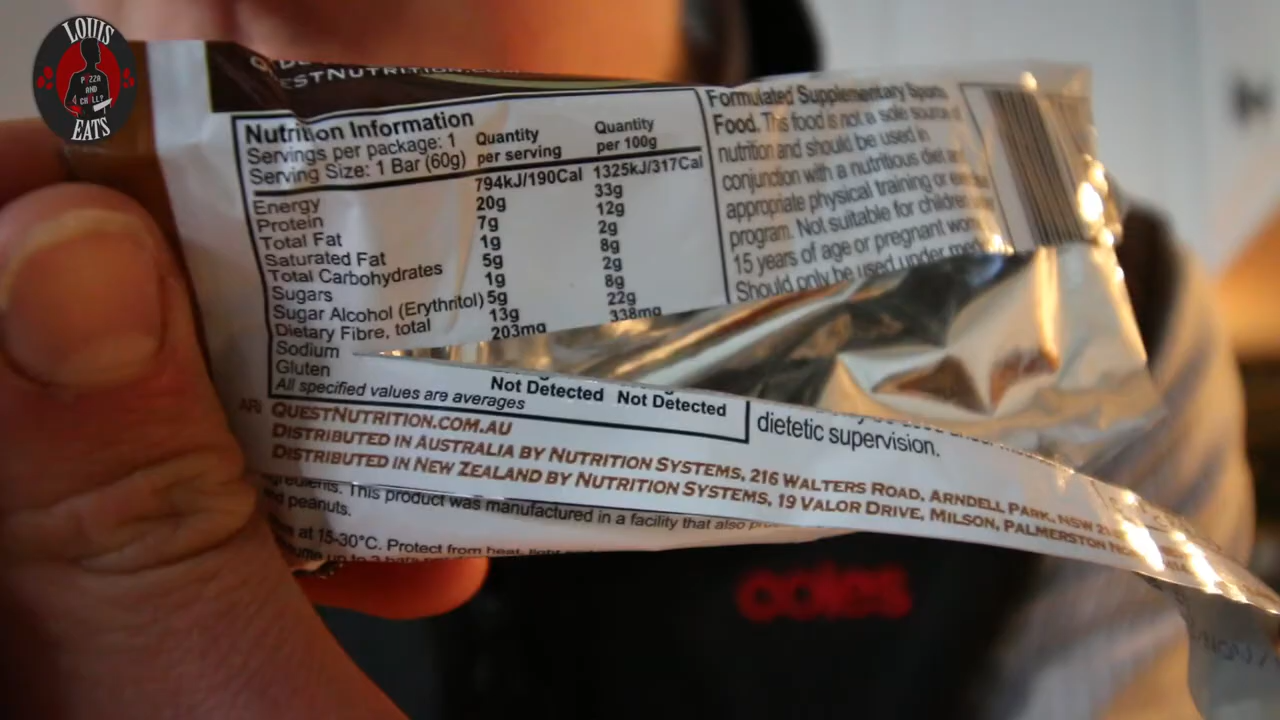 LOUIS
PIZZA
AND
CHILL?
EATS
ESTNUTRITION.CO
Nutrition Information
Servings per package: 1
Serving Size: 1 Bar (60g)
Quantity per serving
Quantity per 100g
Energy 794kJ/190Cal 1325kJ/317Cal
Protein 20g 33g
Total Fat 7g 12g
Saturated Fat 1g 2g
Total Carbohydrates 5g 8g
Sugars 1g 2g
Sugar Alcohol (Erythritol) 5g 8g
Dietary Fibre, total 13g 22g
Sodium 203mg 338mg
Gluten Not Detected Not Detected
All specified values are averages
Formulated Supplementary Sports
Food. This food is not a sole source of
nutrition and should be used in
conjunction with a nutritious diet
appropriate physical training or
program. Not suitable for children
15 years of age or pregnant
Should only be used under
dietetic supervision.
QUESTNUTRITION.COM.AU
DISTRIBUTED IN AUSTRALIA BY NUTRITION SYSTEMS, 216 WALTERS ROAD, ARNDELL PARK, NSW
DISTRIBUTED IN NEW ZEALAND BY NUTRITION SYSTEMS, 19 VALOR DRIVE, MILSON, PALMERSTON
This product was manufactured in a facility that also
peanuts.
at 15-30°C. Protect from heat, light
coles